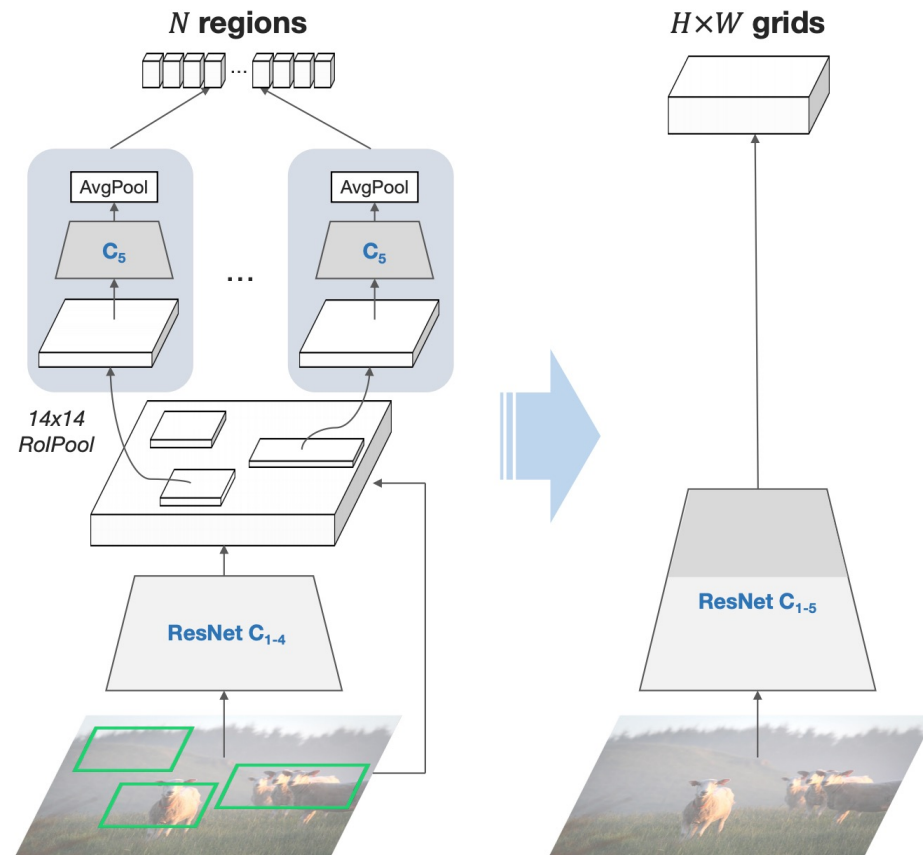 N regions
H×W grids
...
AvgPool
AvgPool
C₅
C₅
...
14x14
RoIPool
ResNet C₁₋₄
ResNet C₁₋₅